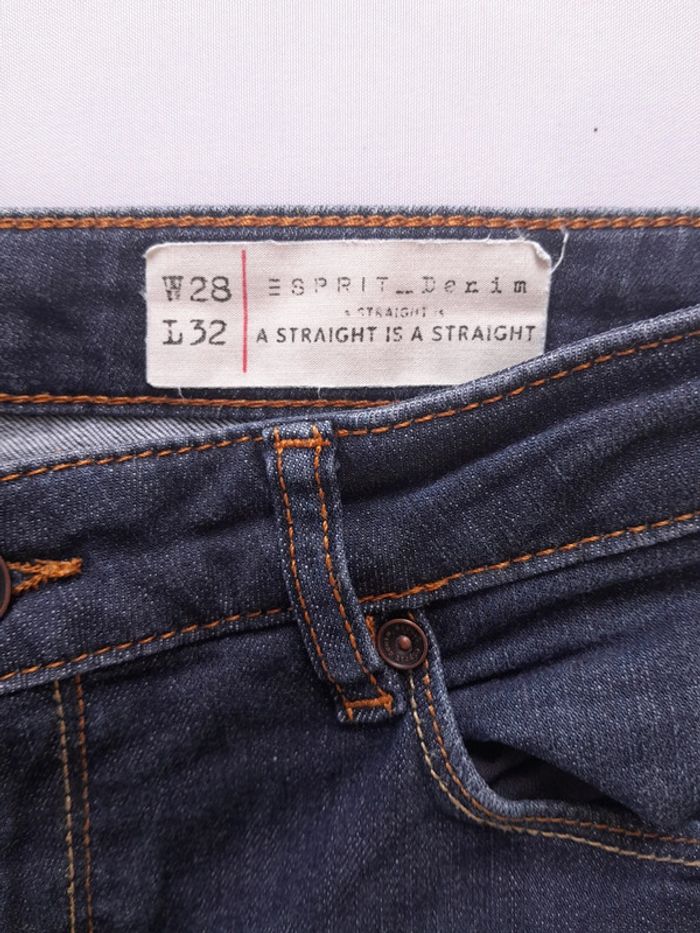 W28
L32
ESPRIT_Denim
A STRAIGHT IS
A STRAIGHT IS A STRAIGHT